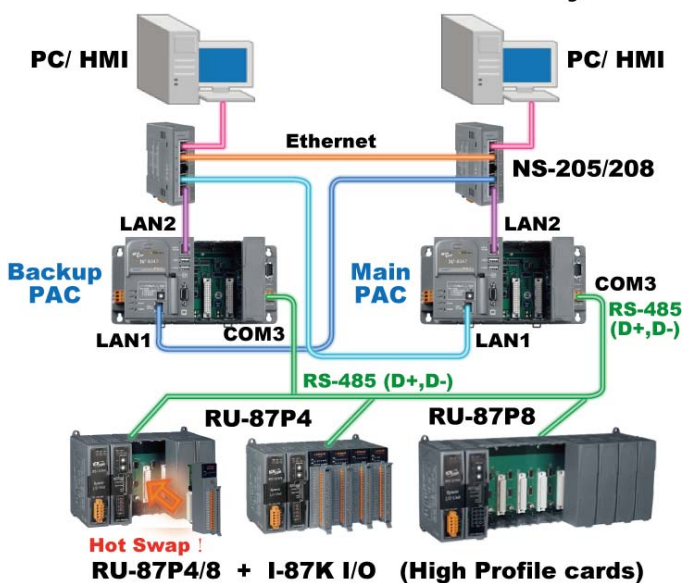 PC/ HMI
PC/ HMI
Ethernet
NS-205/208
LAN2
LAN2
Backup
PAC
Main
PAC
COM3
RS-485
(D+,D-)
LAN1
COM3
LAN1
RS-485 (D+,D-)
RU-87P4
RU-87P8
Hot Swap !
RU-87P4/8 + I-87K I/O (High Profile cards)